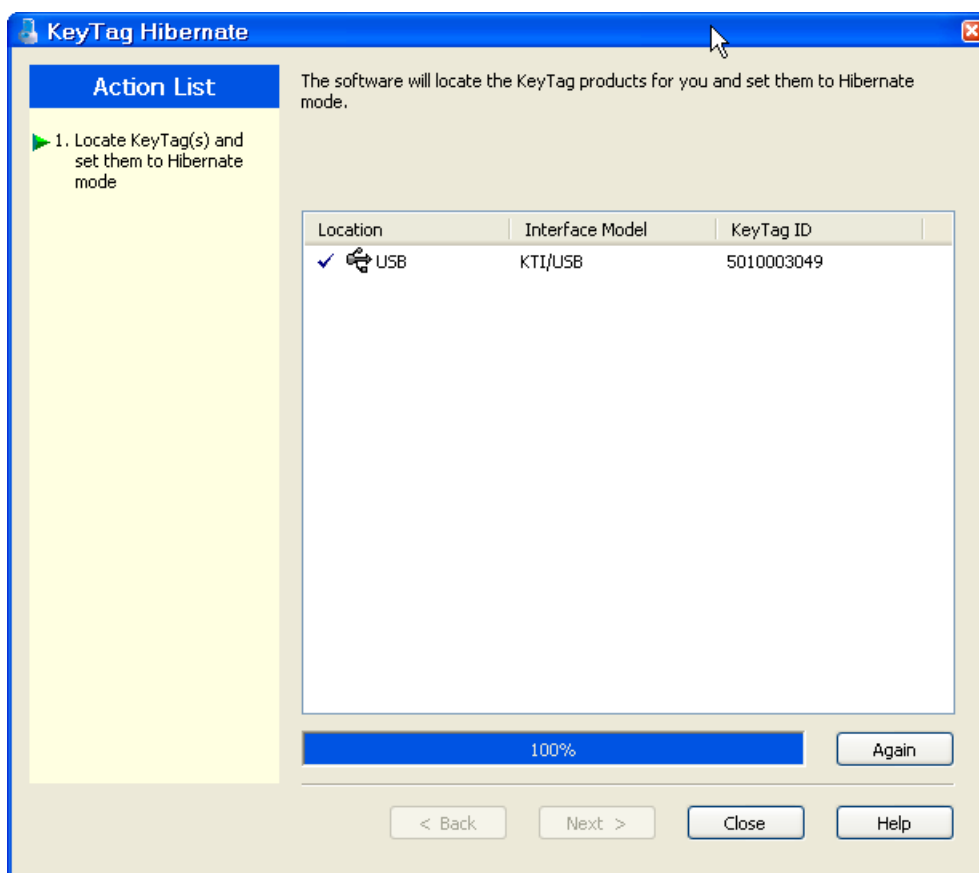 KeyTag Hibernate
Action List
1. Locate KeyTag(s) and
set them to Hibernate
mode
The software will locate the KeyTag products for you and set them to Hibernate
mode.
Location Interface Model KeyTag ID
USB KTI/USB 5010003049
100% Again
< Back Next > Close Help